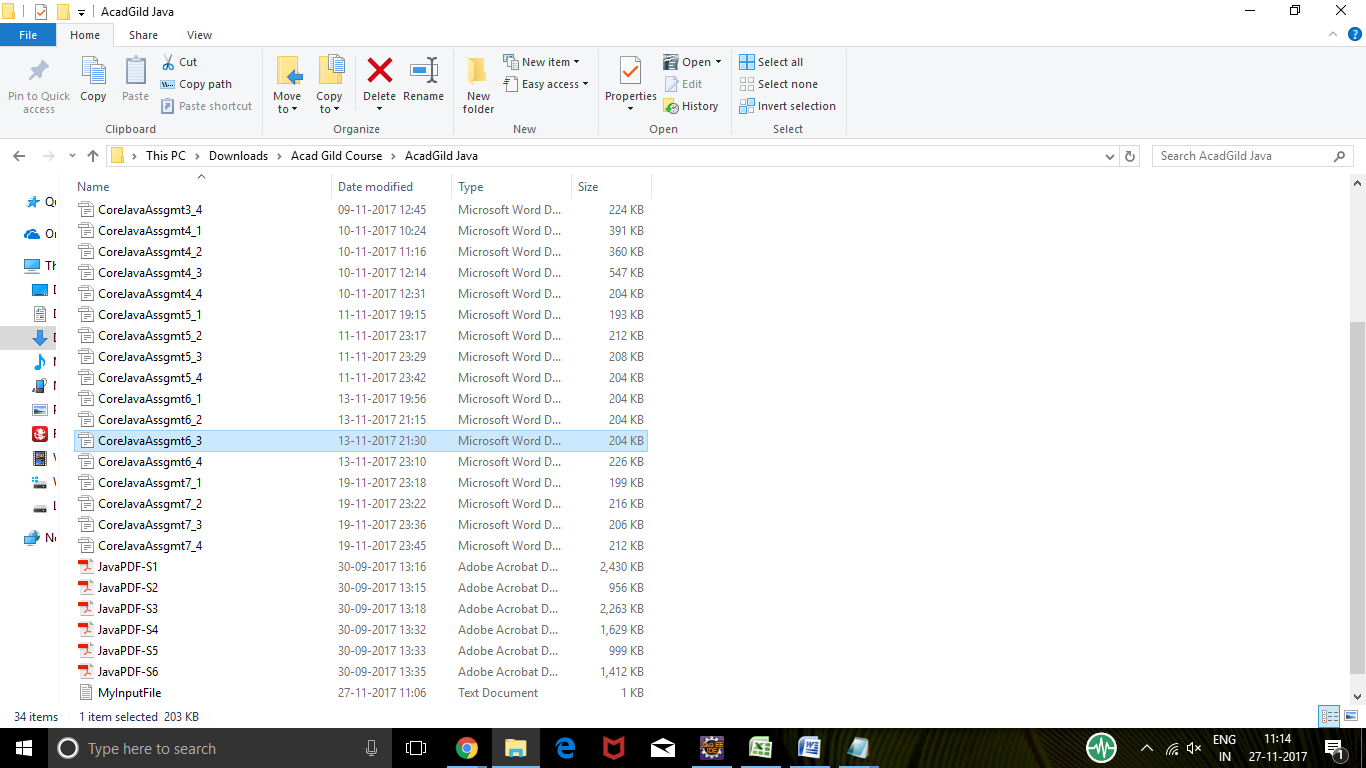 AcadGild Java
File Home Share View
Pin to Quick access
Copy
Paste
Cut
Copy path
Paste shortcut
Clipboard
Move to
Copy to
Delete
Rename
Organize
New folder
New item
Easy access
New
Properties
Open
Edit
History
Open
Select all
Select none
Invert selection
Select
This PC Downloads Acad Gild Course AcadGild Java
Search AcadGild Java
Name Date modified Type Size
CoreJavaAssgmt3_4 09-11-2017 12:45 Microsoft Word D... 224 KB
CoreJavaAssgmt4_1 10-11-2017 10:24 Microsoft Word D... 391 KB
CoreJavaAssgmt4_2 10-11-2017 11:16 Microsoft Word D... 360 KB
CoreJavaAssgmt4_3 10-11-2017 12:14 Microsoft Word D... 547 KB
CoreJavaAssgmt4_4 10-11-2017 12:31 Microsoft Word D... 204 KB
CoreJavaAssgmt5_1 11-11-2017 19:15 Microsoft Word D... 193 KB
CoreJavaAssgmt5_2 11-11-2017 23:17 Microsoft Word D... 212 KB
CoreJavaAssgmt5_3 11-11-2017 23:29 Microsoft Word D... 208 KB
CoreJavaAssgmt5_4 11-11-2017 23:42 Microsoft Word D... 204 KB
CoreJavaAssgmt6_1 13-11-2017 19:56 Microsoft Word D... 204 KB
CoreJavaAssgmt6_2 13-11-2017 21:15 Microsoft Word D... 204 KB
CoreJavaAssgmt6_3 13-11-2017 21:30 Microsoft Word D... 204 KB
CoreJavaAssgmt6_4 13-11-2017 23:10 Microsoft Word D... 226 KB
CoreJavaAssgmt7_1 19-11-2017 23:18 Microsoft Word D... 199 KB
CoreJavaAssgmt7_2 19-11-2017 23:22 Microsoft Word D... 216 KB
CoreJavaAssgmt7_3 19-11-2017 23:36 Microsoft Word D... 206 KB
CoreJavaAssgmt7_4 19-11-2017 23:45 Microsoft Word D... 212 KB
JavaPDF-S1 30-09-2017 13:16 Adobe Acrobat D... 2,430 KB
JavaPDF-S2 30-09-2017 13:15 Adobe Acrobat D... 956 KB
JavaPDF-S3 30-09-2017 13:18 Adobe Acrobat D... 2,263 KB
JavaPDF-S4 30-09-2017 13:32 Adobe Acrobat D... 1,629 KB
JavaPDF-S5 30-09-2017 13:33 Adobe Acrobat D... 999 KB
JavaPDF-S6 30-09-2017 13:35 Adobe Acrobat D... 1,412 KB
MyInputFile 27-11-2017 11:06 Text Document 1 KB
34 items 1 item selected 203 KB
Type here to search
ENG
IN
11:14
27-11-2017
1